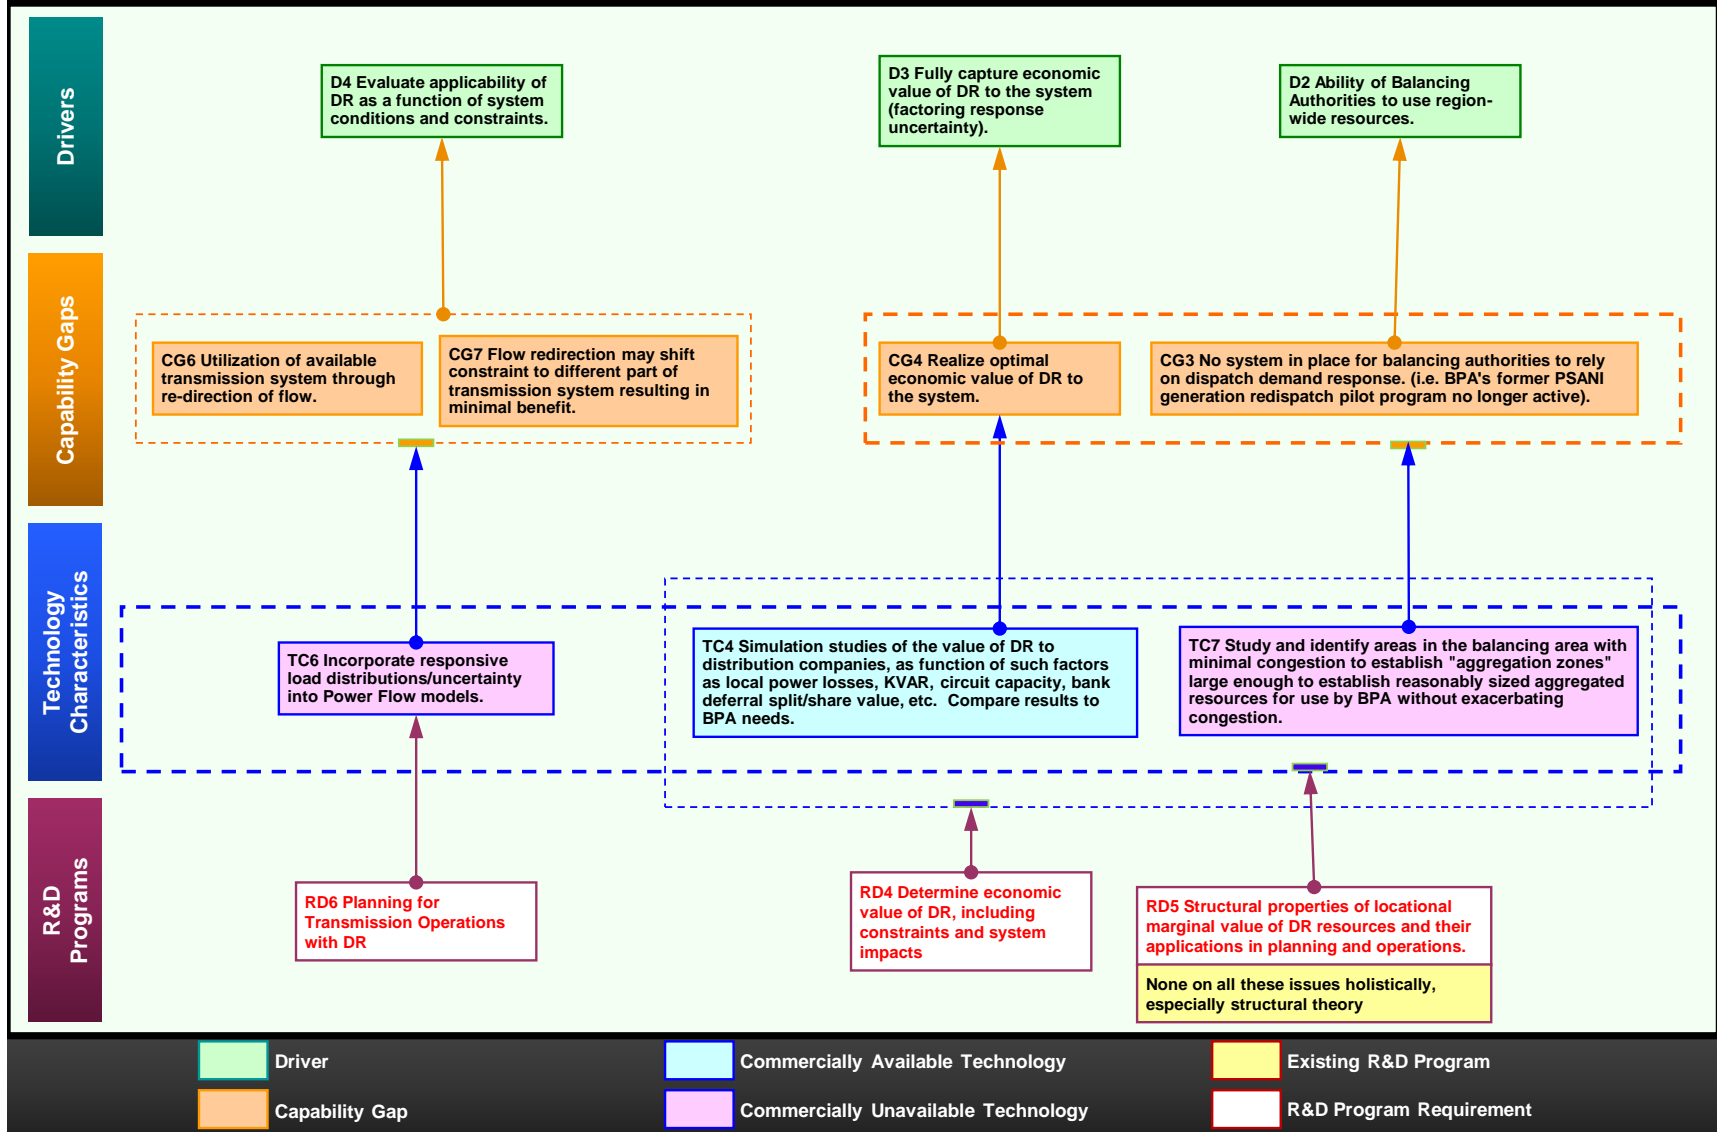 Drivers
D4 Evaluate applicability of
DR as a function of system
conditions and constraints.
D3 Fully capture economic
value of DR to the system
(factoring response
uncertainty).
D2 Ability of Balancing
Authorities to use region-
wide resources.
Capability Gaps
CG6 Utilization of available
transmission system through
re-direction of flow.
CG7 Flow redirection may shift
constraint to different part of
transmission system resulting in
minimal benefit.
CG4 Realize optimal
economic value of DR to
the system.
CG3 No system in place for balancing authorities to rely
on dispatch demand response. (i.e. BPA's former PSANI
generation redispatch pilot program no longer active).
Technology
Characteristics
TC6 Incorporate responsive
load distributions/uncertainty
into Power Flow models.
TC4 Simulation studies of the value of DR to
distribution companies, as function of such factors
as local power losses, KVAR, circuit capacity, bank
deferral split/share value, etc.  Compare results to
BPA needs.
TC7 Study and identify areas in the balancing area with
minimal congestion to establish "aggregation zones"
large enough to establish reasonably sized aggregated
resources for use by BPA without exacerbating
congestion.
R&D
Programs
RD6 Planning for
Transmission Operations
with DR
RD4 Determine economic
value of DR, including
constraints and system
impacts
RD5 Structural properties of locational
marginal value of DR resources and their
applications in planning and operations.
None on all these issues holistically,
especially structural theory
Driver
Commercially Available Technology
Existing R&D Program
Capability Gap
Commercially Unavailable Technology
R&D Program Requirement